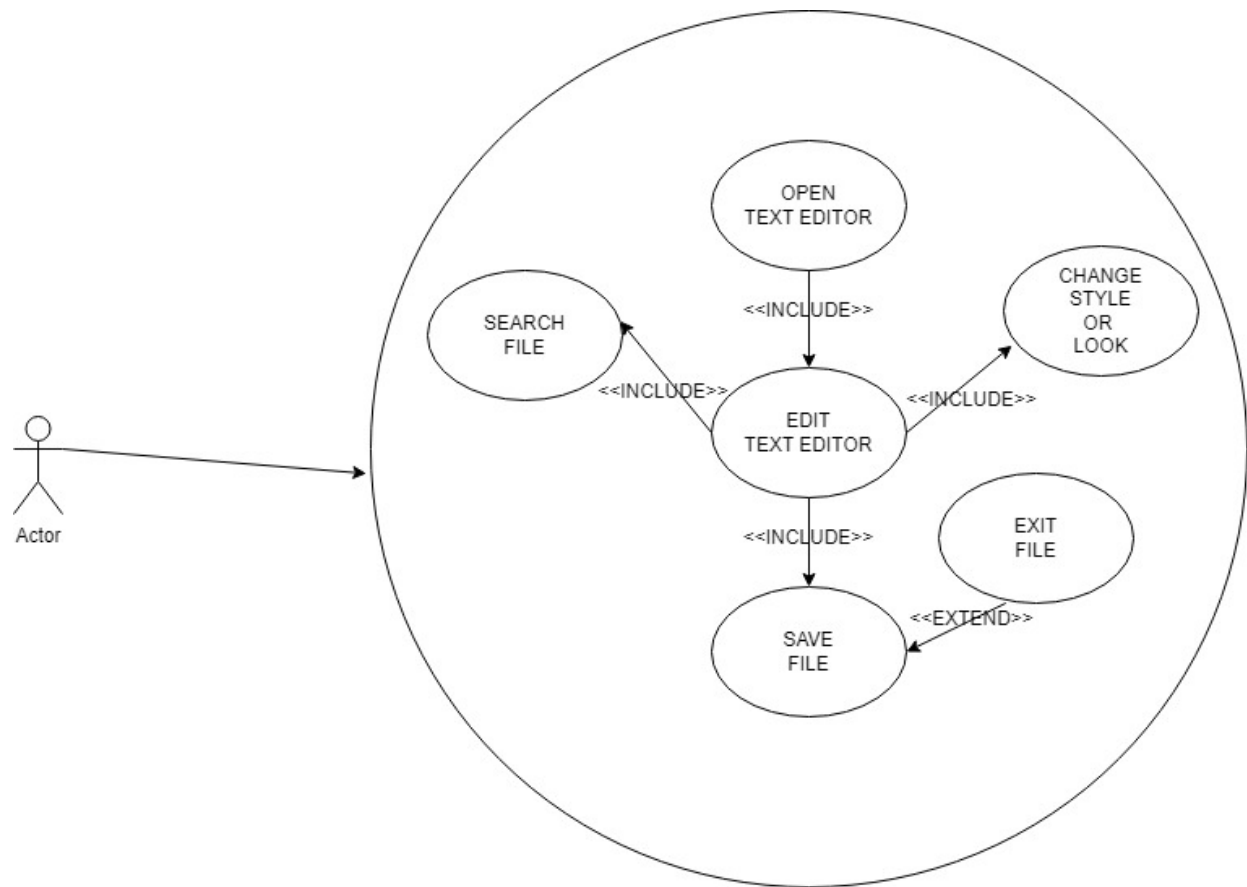 OPEN
TEXT EDITOR
<<INCLUDE>>
SEARCH
FILE
CHANGE
STYLE
OR
LOOK
<<INCLUDE>>
<<INCLUDE>>
EDIT
TEXT EDITOR
Actor
<<INCLUDE>>
EXIT
FILE
<<EXTEND>>
SAVE
FILE